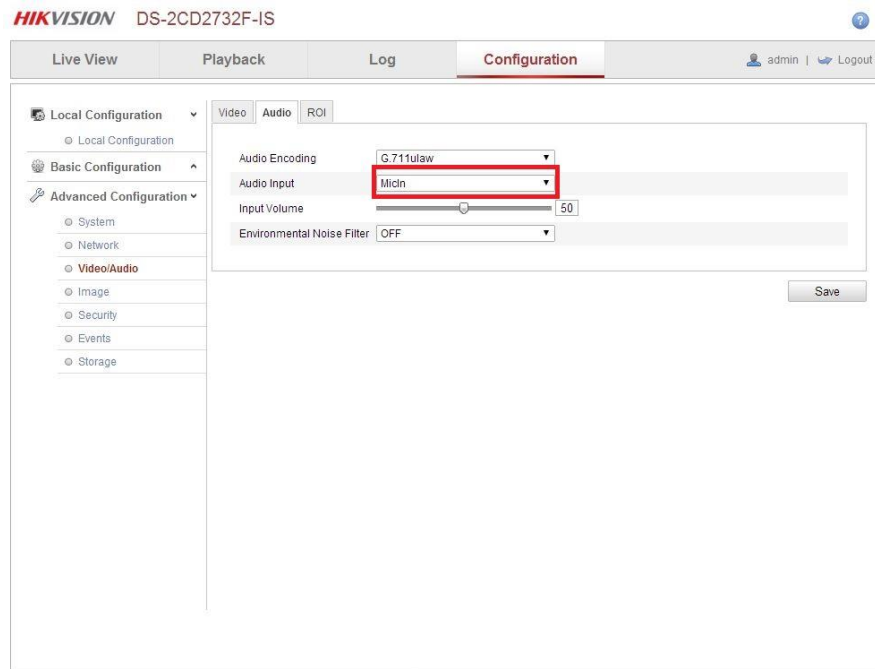 HIKVISION DS-2CD2732F-IS
Live View Playback Log Configuration admin | Logout
Local Configuration
Local Configuration
Basic Configuration
Advanced Configuration
System
Network
Video/Audio
Image
Security
Events
Storage
Video Audio ROI
Audio Encoding G.711ulaw
Audio Input MicIn
Input Volume 50
Environmental Noise Filter OFF
Save